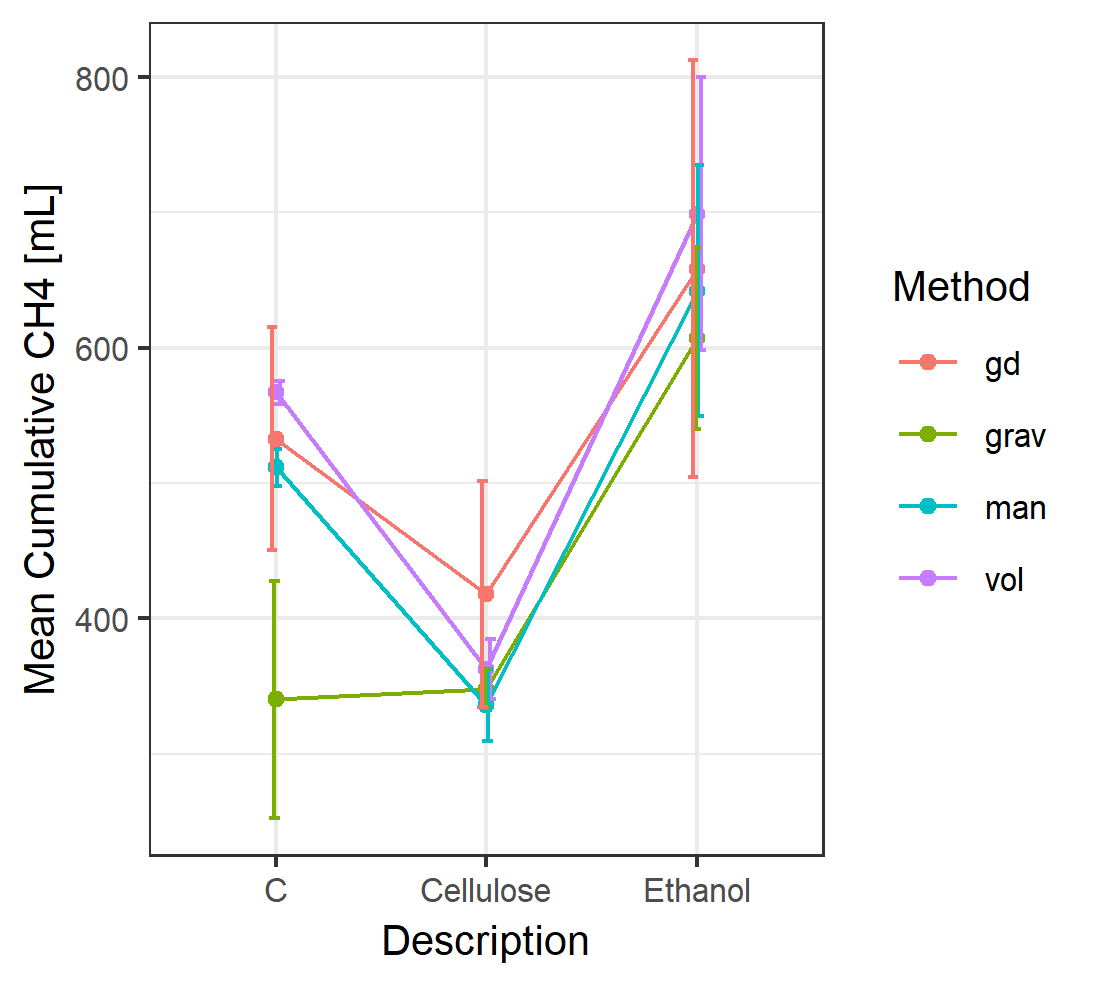 Mean Cumulative CH4 [mL]
800
600
400
C
Cellulose
Ethanol
Description
Method
gd
grav
man
vol